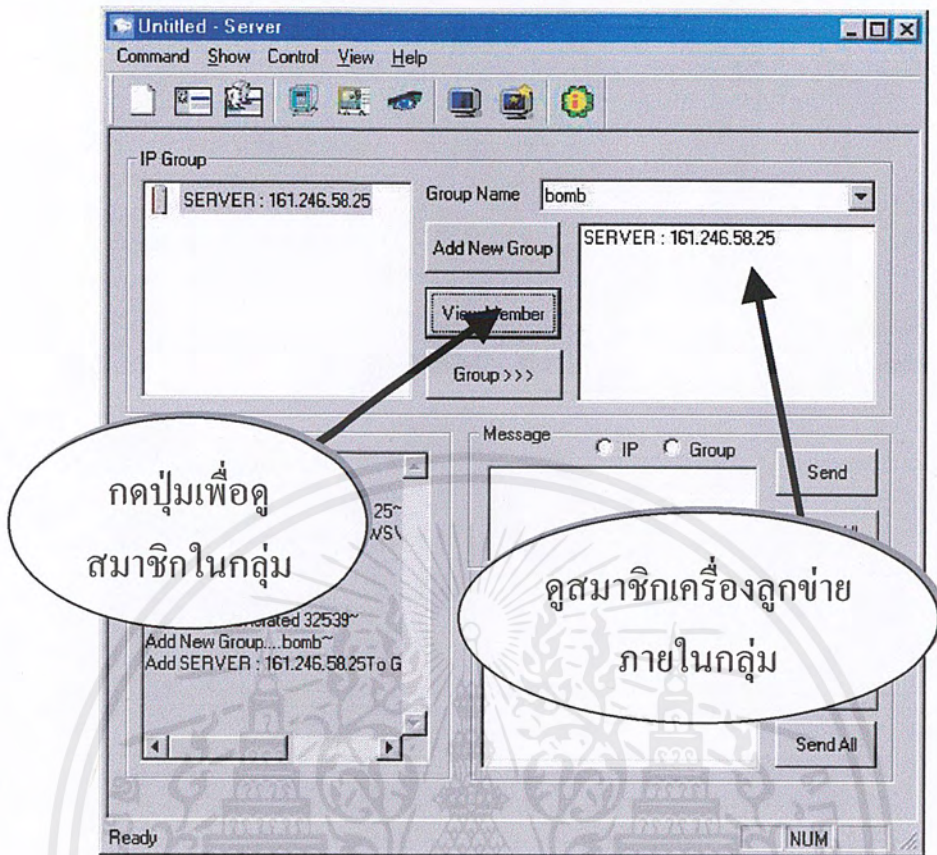 Untitled - Server
Command Show Control View Help
IP Group
SERVER : 161.246.58.25
Group Name bomb
Add New Group
SERVER : 161.246.58.25
View Member
Group >>>
Message
IP Group
Send
กดปุ่มเพื่อดู
สมาชิกในกลุ่ม
25~
ดูสมาชิกเครื่องลูกข่าย
ภายในกลุ่ม
32539~
Add New Group....bomb~
Add SERVER : 161.246.58.25To G
Send All
Ready
NUM